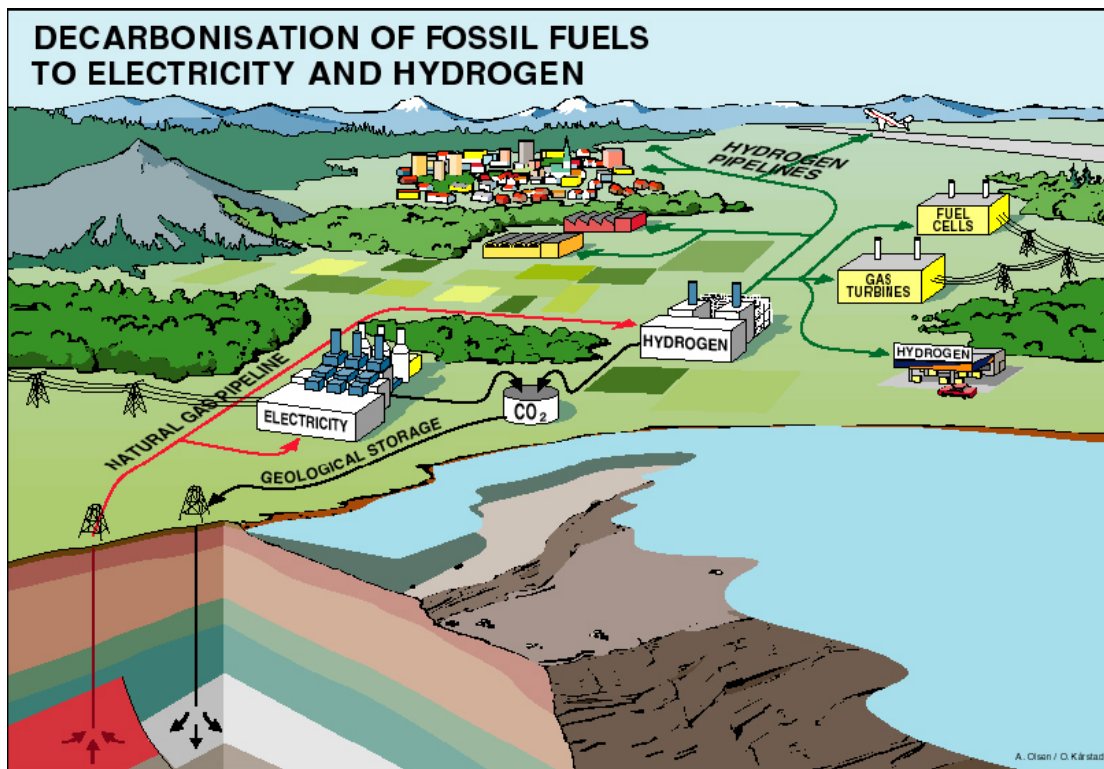 DECARBONISATION OF FOSSIL FUELS
TO ELECTRICITY AND HYDROGEN
HYDROGEN
PIPELINES
FUEL
CELLS
GAS
TURBINES
HYDROGEN
HYDROGEN
NATURAL GAS PIPELINE
ELECTRICITY
CO₂
GEOLOGICAL STORAGE
A. Olsen / O. Kårstad